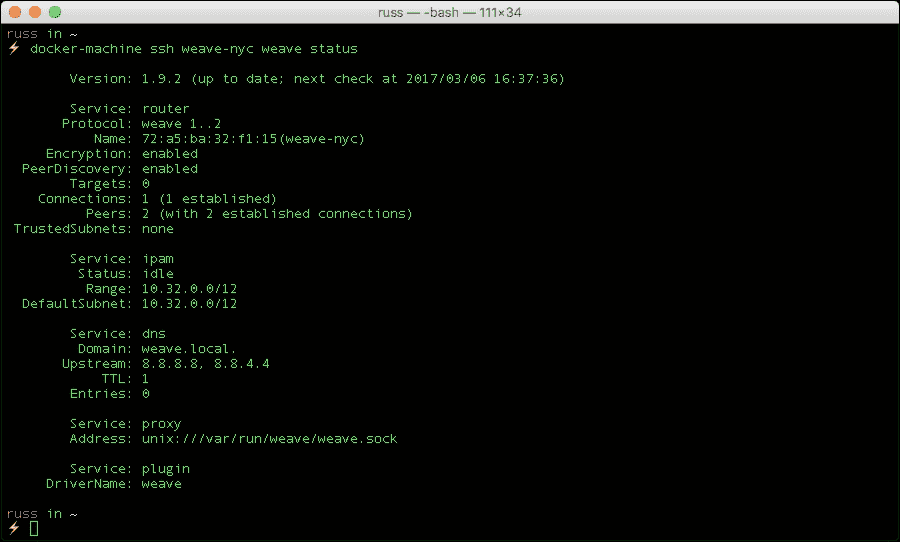 russ — -bash — 111×34
russ in ~
⚡ docker-machine ssh weave-nyc weave status
Version: 1.9.2 (up to date; next check at 2017/03/06 16:37:36)
Service: router
Protocol: weave 1..2
Name: 72:a5:ba:32:f1:15(weave-nyc)
Encryption: enabled
PeerDiscovery: enabled
Targets: 0
Connections: 1 (1 established)
Peers: 2 (with 2 established connections)
TrustedSubnets: none
Service: ipam
Status: idle
Range: 10.32.0.0/12
DefaultSubnet: 10.32.0.0/12
Service: dns
Domain: weave.local.
Upstream: 8.8.8.8, 8.8.4.4
TTL: 1
Entries: 0
Service: proxy
Address: unix:///var/run/weave/weave.sock
Service: plugin
DriverName: weave
russ in ~
⚡